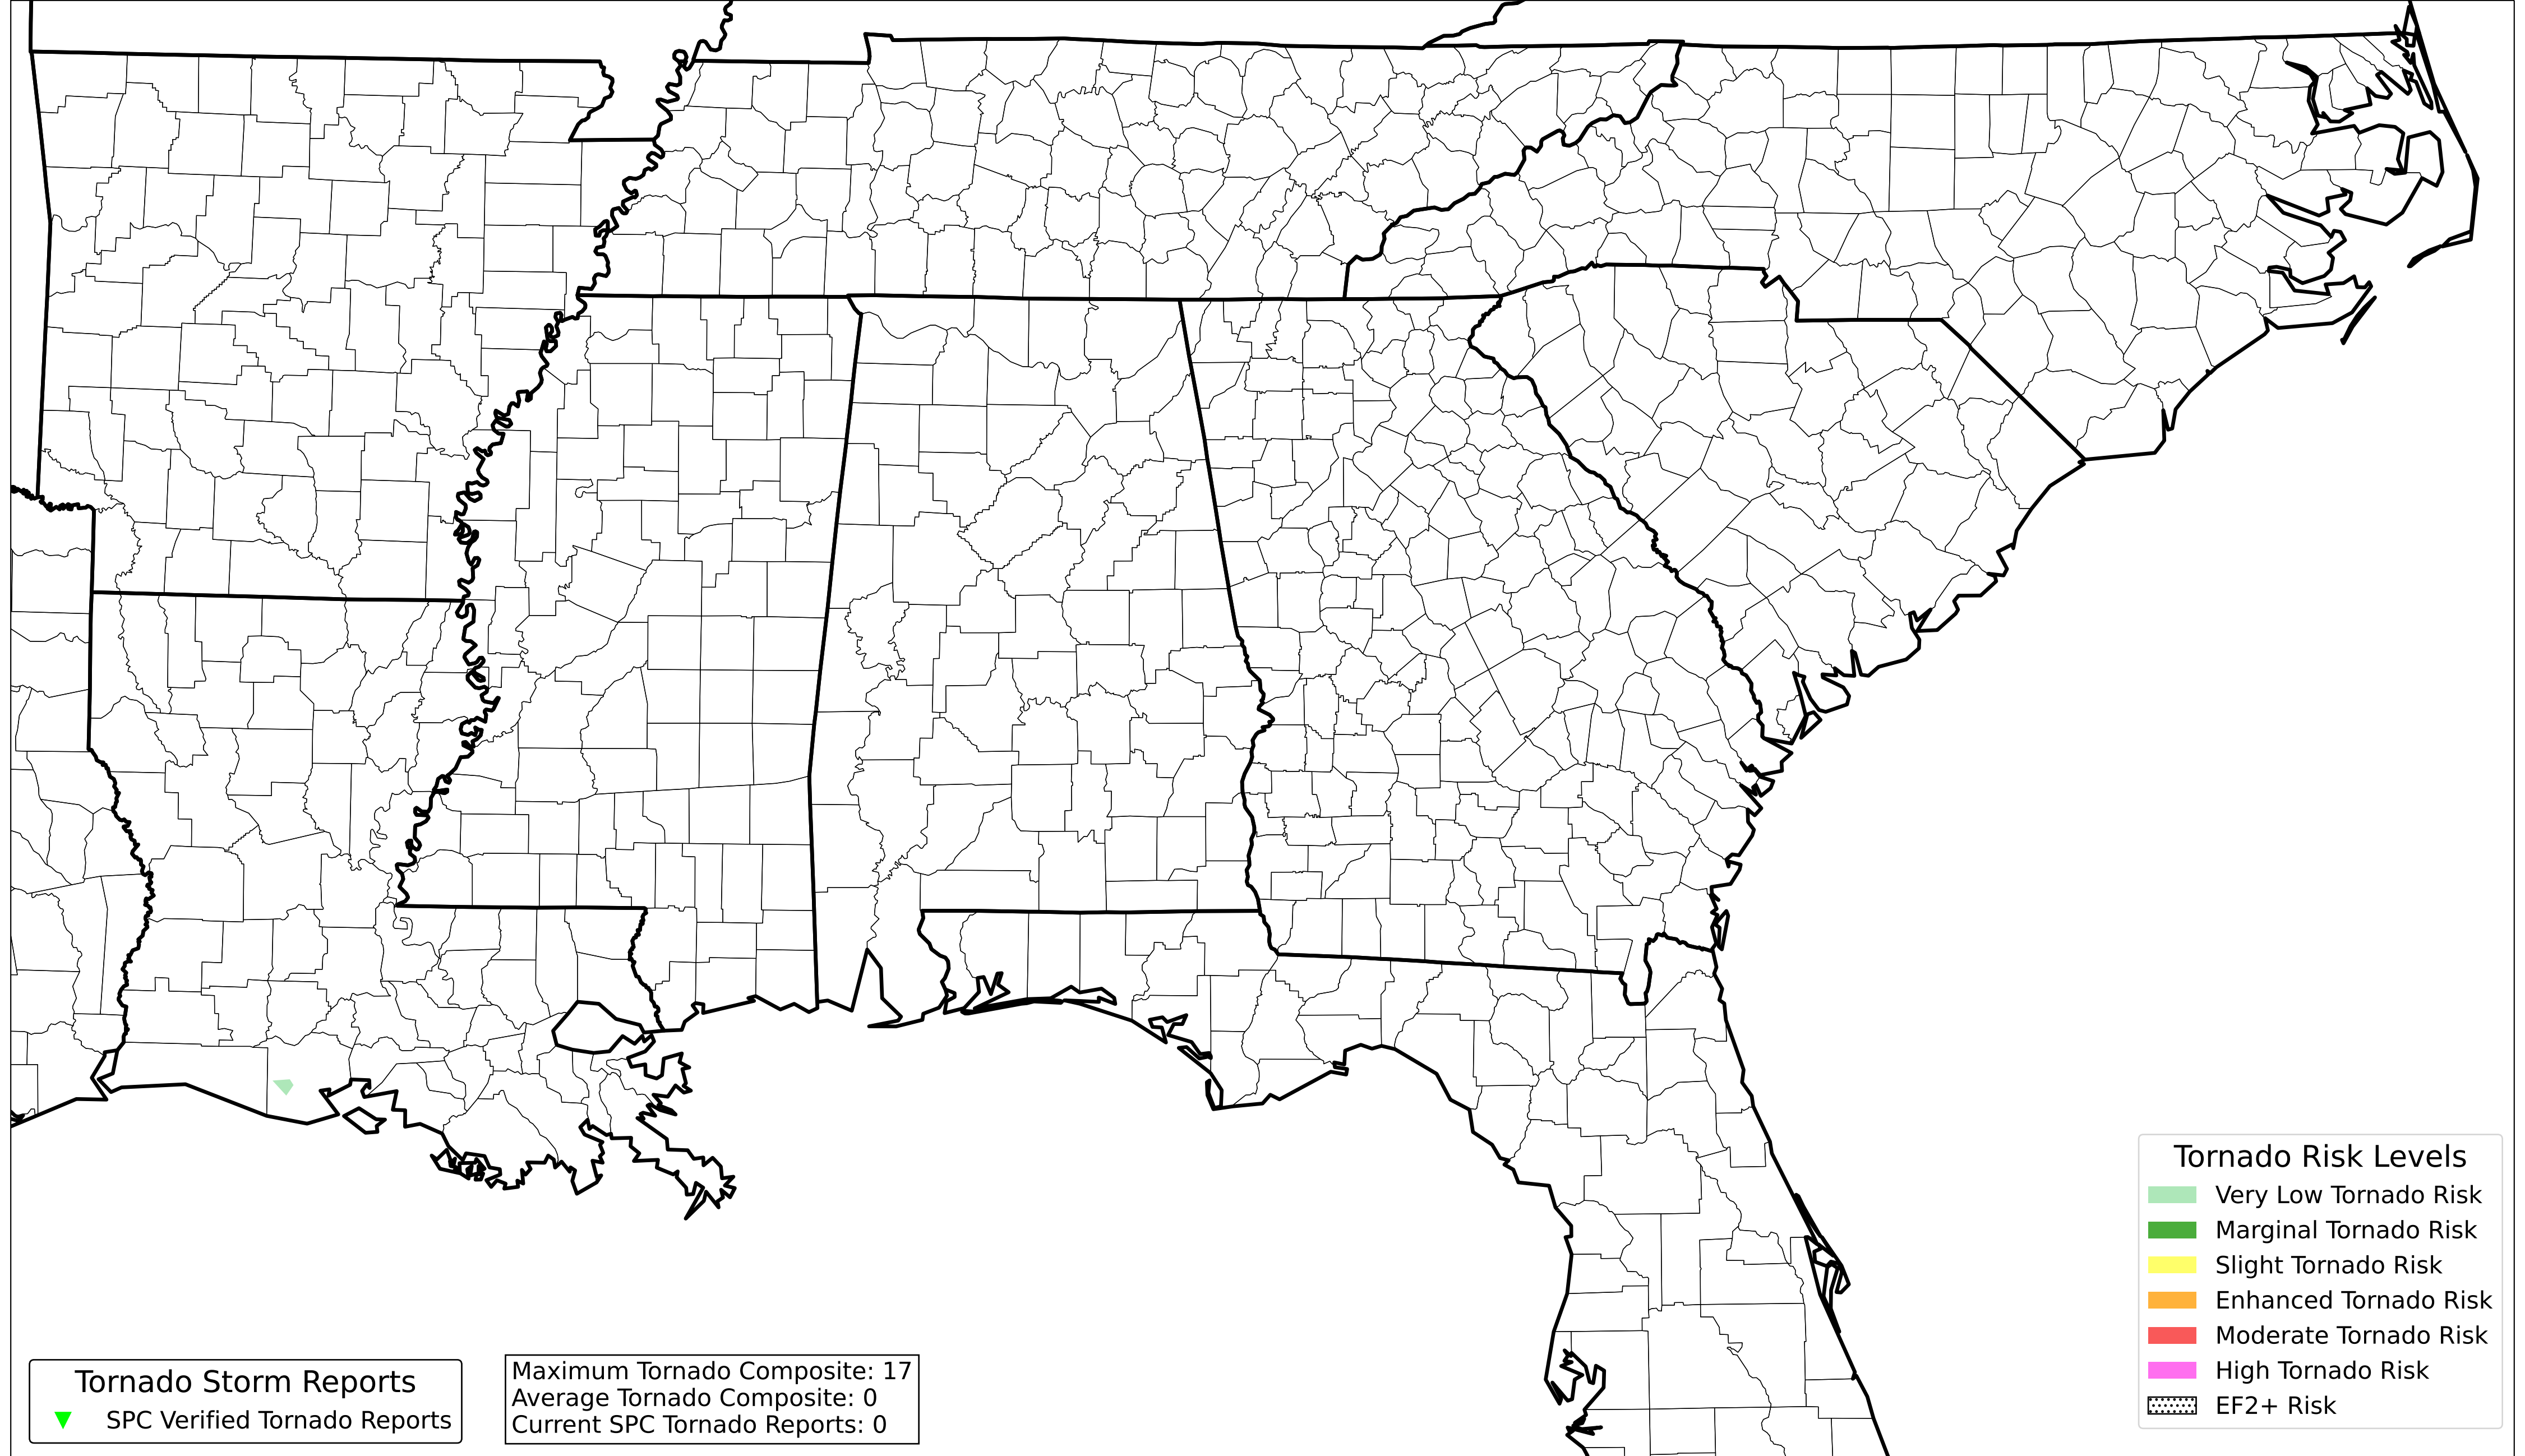 Tornado Storm Reports
SPC Verified Tornado Reports
Maximum Tornado Composite: 17
Average Tornado Composite: 0
Current SPC Tornado Reports: 0
Tornado Risk Levels
Very Low Tornado Risk
Marginal Tornado Risk
Slight Tornado Risk
Enhanced Tornado Risk
Moderate Tornado Risk
High Tornado Risk
EF2+ Risk